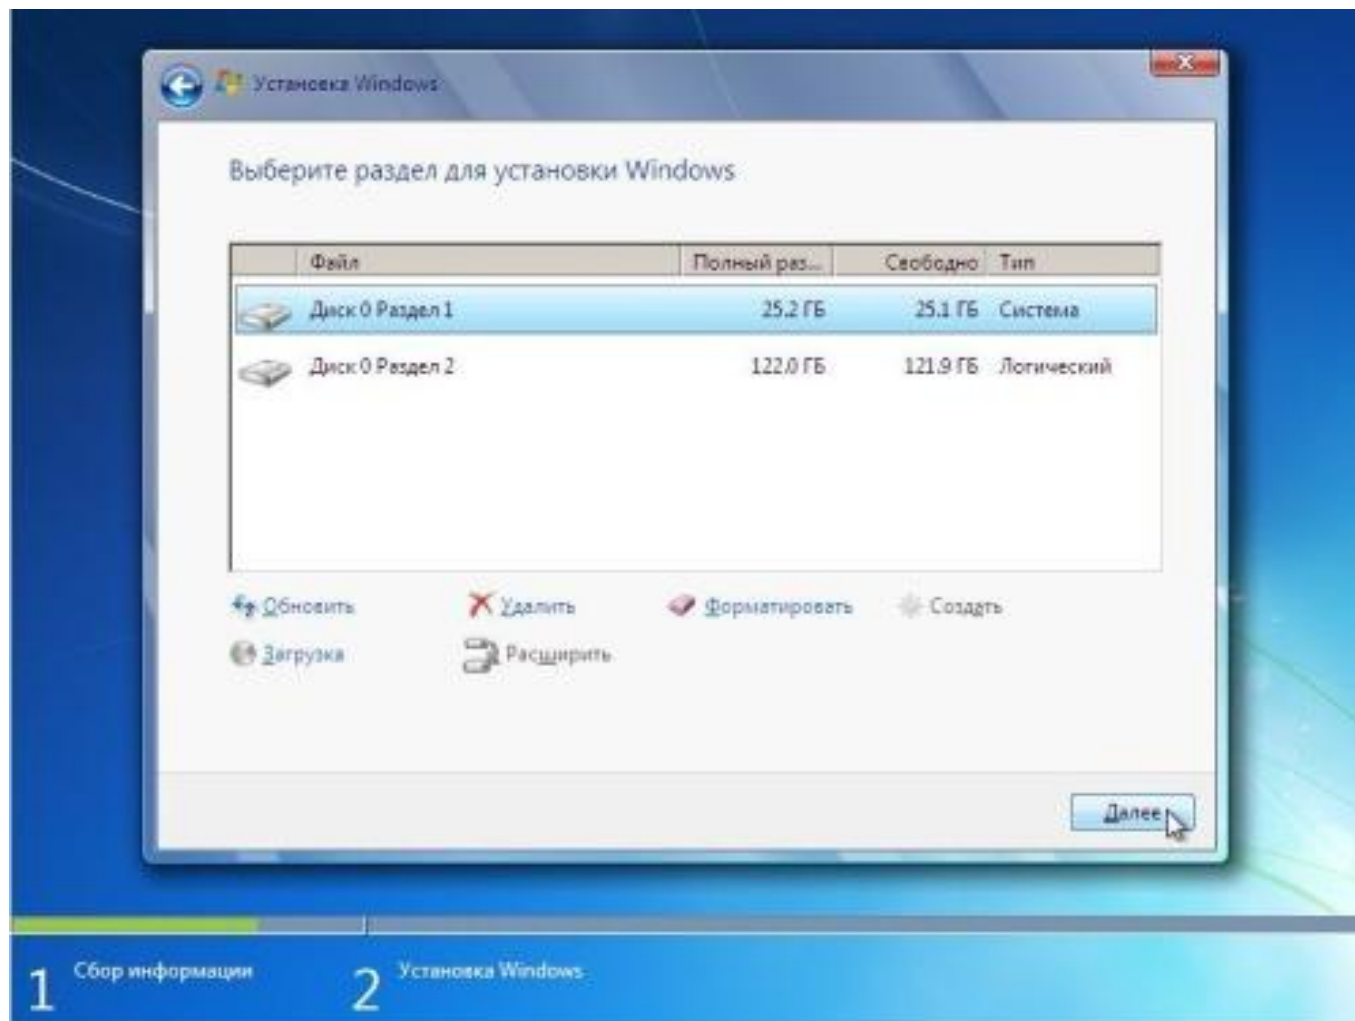 Установка Windows
Выберите раздел для установки Windows
Файл Полный раз... Свободно Тип
Диск 0 Раздел 1 25.2 ГБ 25.1 ГБ Система
Диск 0 Раздел 2 122.0 ГБ 121.9 ГБ Логический
Обновить Удалить Форматировать Создать
Загрузка Расширить
Далее
1 Сбор информации 2 Установка Windows